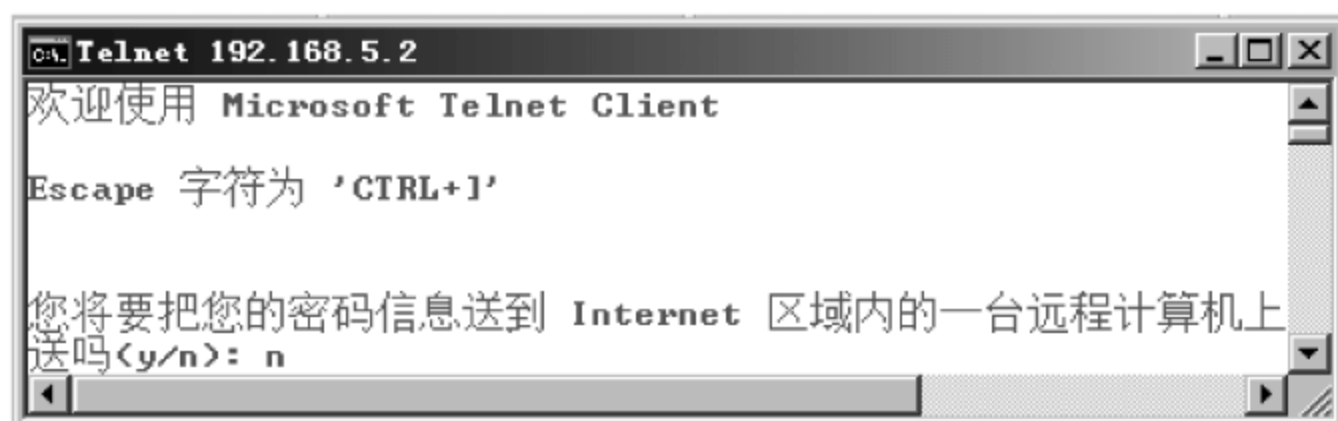 Telnet 192.168.5.2
欢迎使用 Microsoft Telnet Client
Escape 字符为 'CTRL+]'
您将要把您的密码信息送到 Internet 区域内的一台远程计算机上
送吗(y/n): n